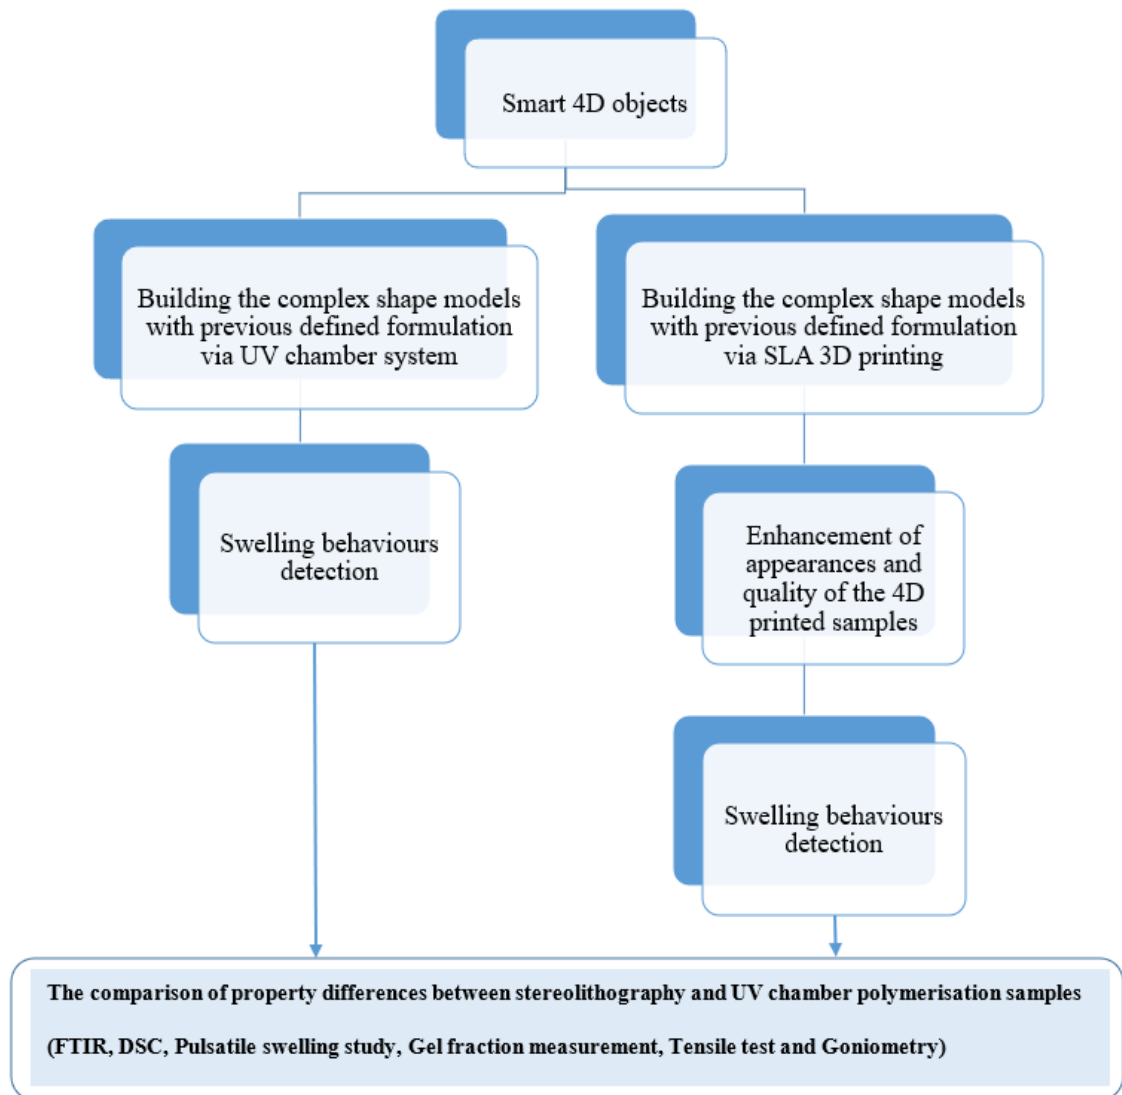 Smart 4D objects
Building the complex shape models
with previous defined formulation
via UV chamber system
Building the complex shape models
with previous defined formulation
via SLA 3D printing
Swelling behaviours
detection
Enhancement of
appearances and
quality of the 4D
printed samples
Swelling behaviours
detection
The comparison of property differences between stereolithography and UV chamber polymerisation samples
(FTIR, DSC, Pulsatile swelling study, Gel fraction measurement, Tensile test and Goniometry)